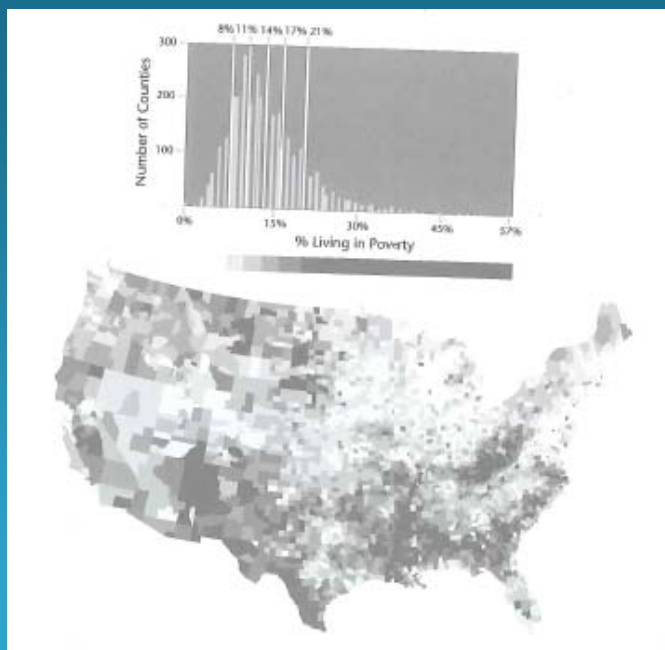 8% 11% 14% 17% 21%
300
200
100
Number of Counties
0% 15% 30% 45% 57%
% Living in Poverty